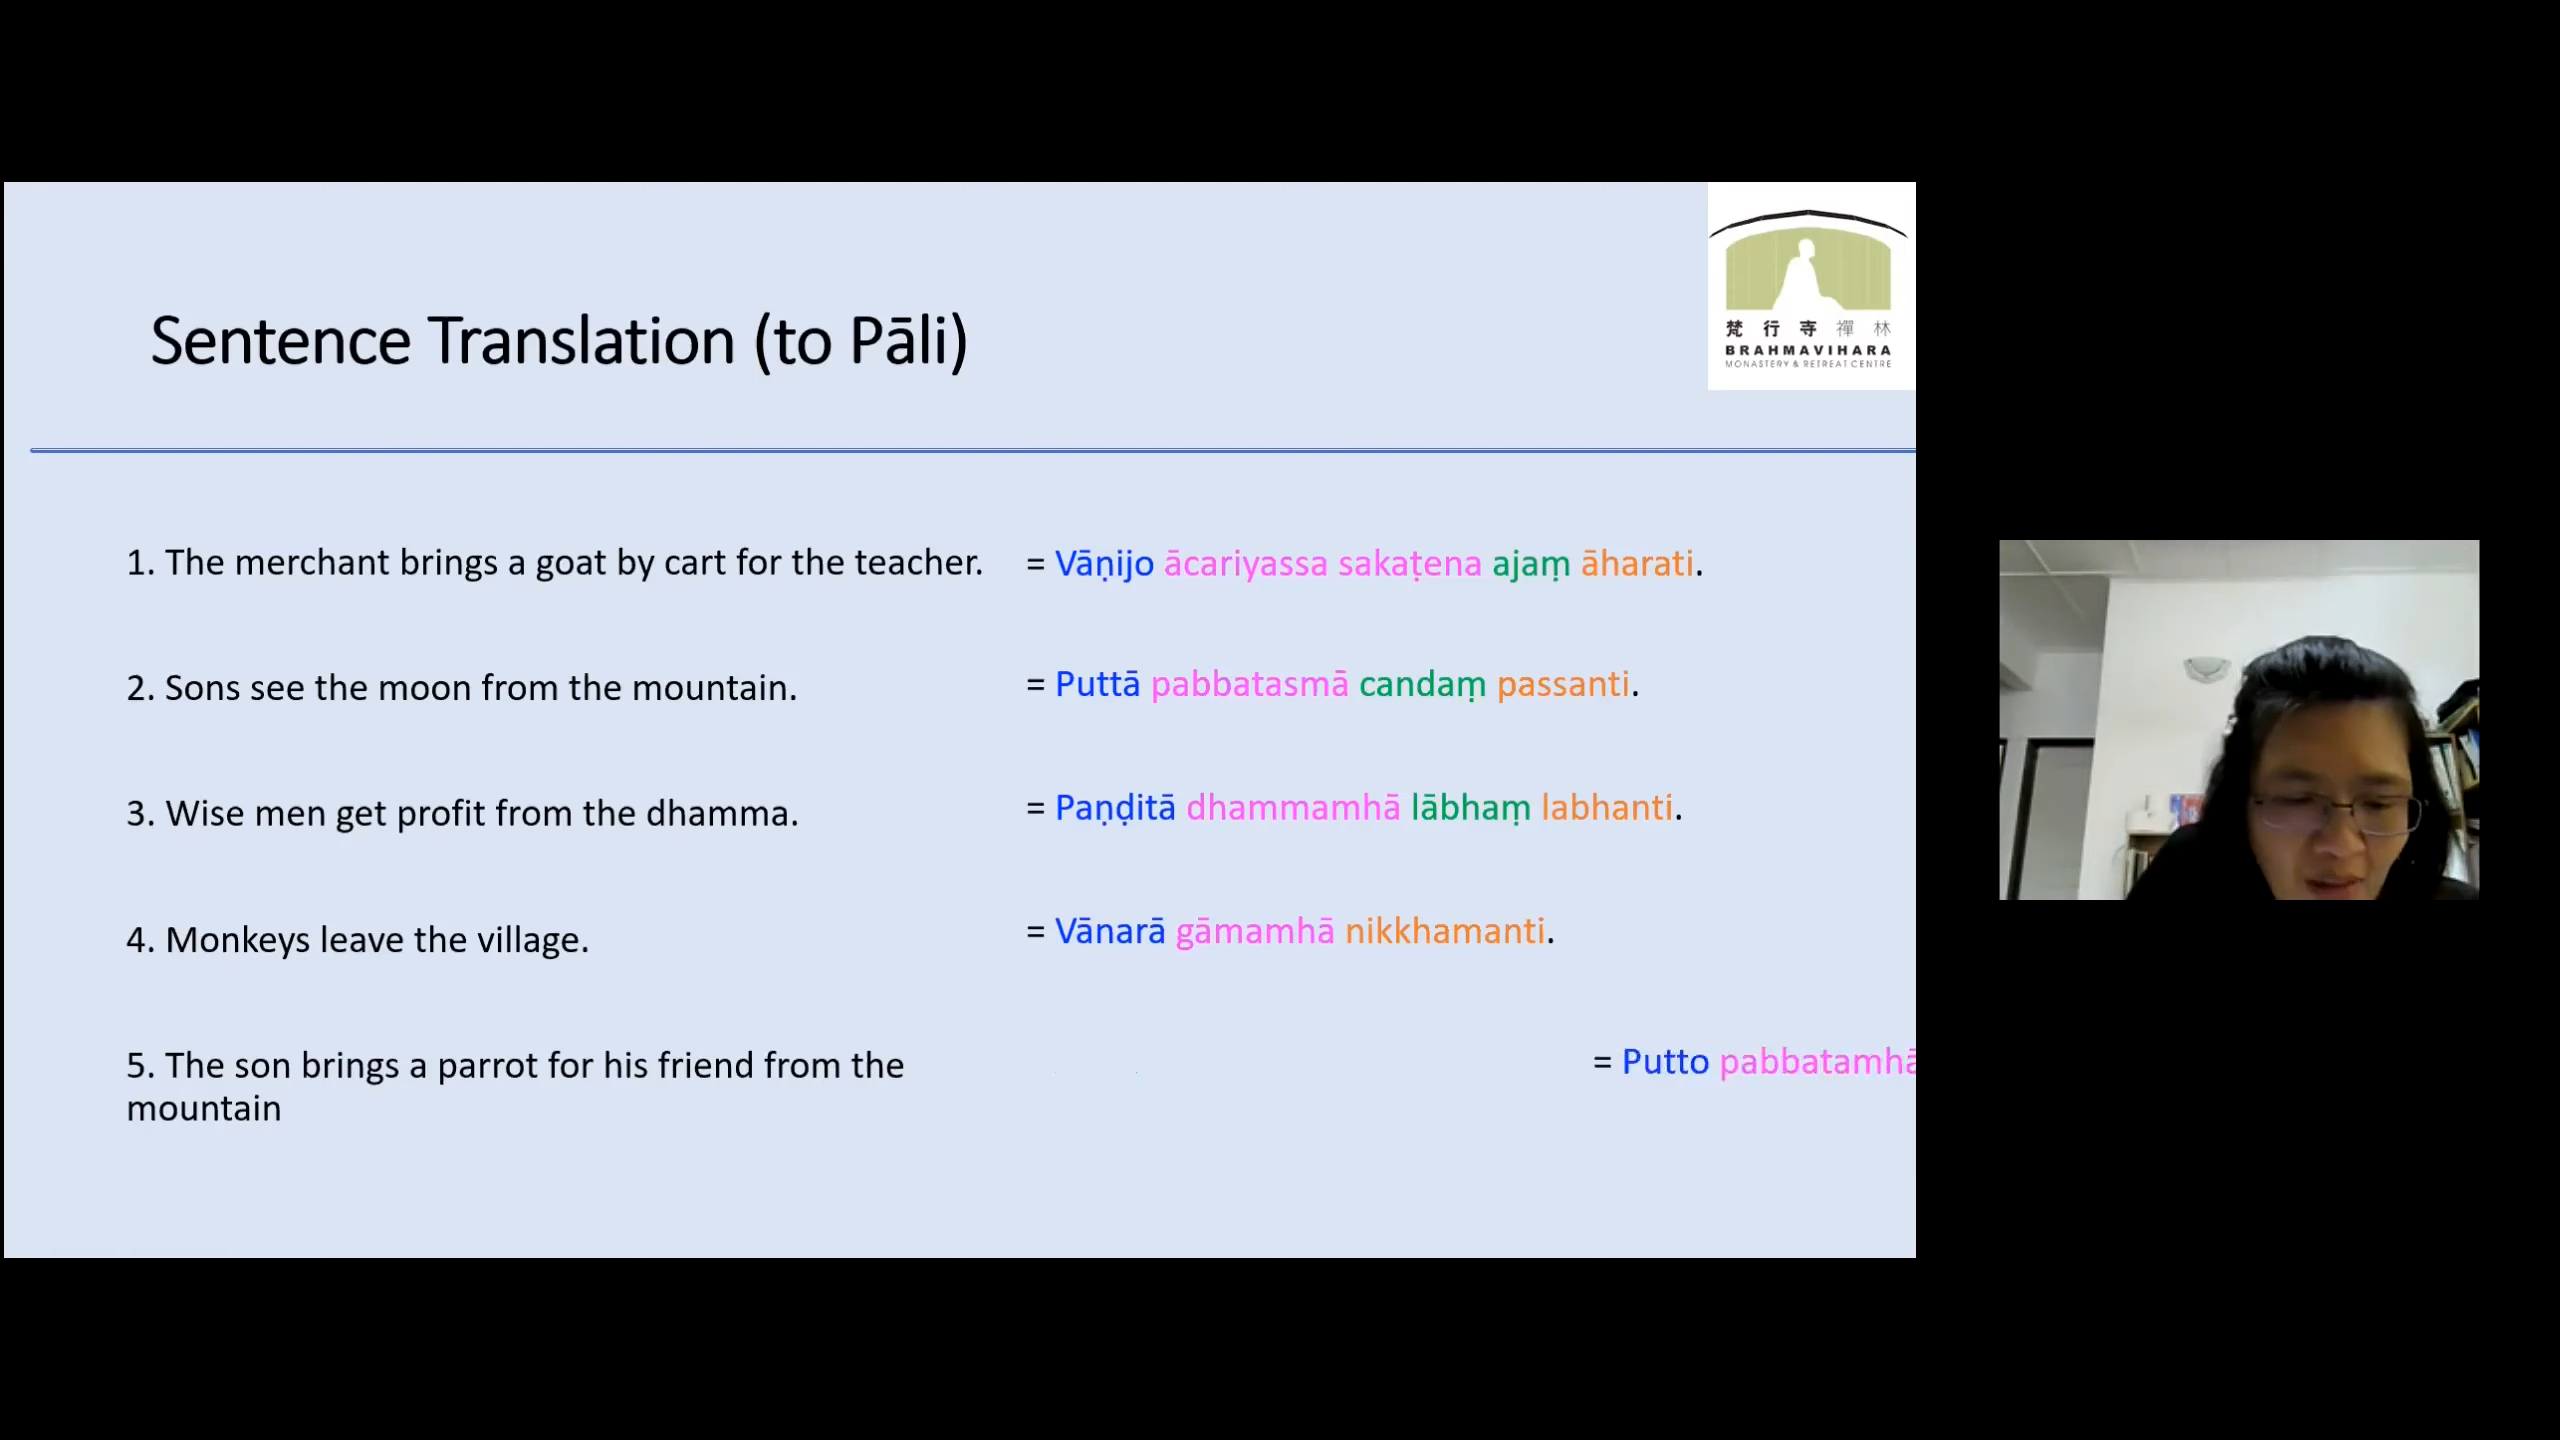 Sentence Translation (to Pāli)
梵行寺禪林
BRAHMAVIHARA
MONASTERY & RETREAT CENTRE
1. The merchant brings a goat by cart for the teacher. = Vāṇijo ācariyassa sakaṭena ajaṃ āharati.
2. Sons see the moon from the mountain. = Puttā pabbatasmā candaṃ passanti.
3. Wise men get profit from the dhamma. = Paṇḍitā dhammamhā lābhaṃ labhanti.
4. Monkeys leave the village. = Vānarā gāmamhā nikkhamanti.
5. The son brings a parrot for his friend from the = Putto pabbatamhā
mountain